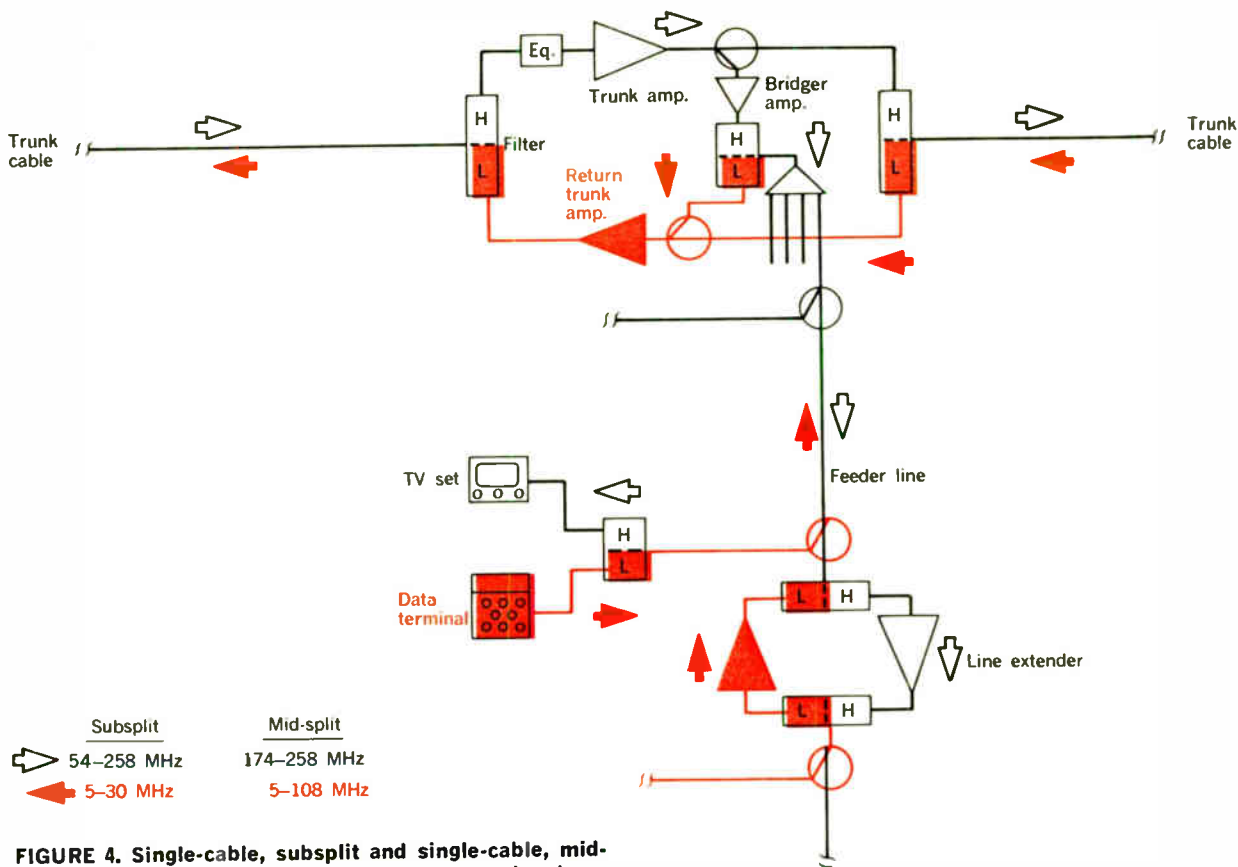 Eq.
Trunk amp.
Bridger
amp.
H
L
Filter
H
L
H
L
Trunk
cable
Trunk
cable
Return
trunk
amp.
TV set
H
L
Data
terminal
Feeder line
L H
Line extender
L H
Subsplit Mid-split
54–258 MHz 174–258 MHz
5–30 MHz 5–108 MHz
FIGURE 4. Single-cable, subsplit and single-cable, mid-